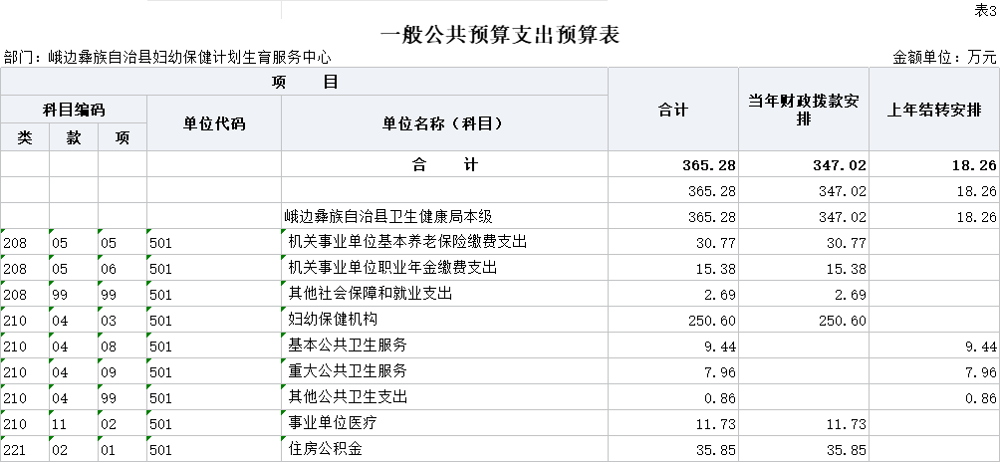 表3
一般公共预算支出预算表
部门：峨边彝族自治县妇幼保健计划生育服务中心 金额单位：万元
项 目 合计 当年财政拨款安排 上年结转安排
科目编码 单位代码 单位名称（科目）
类 款 项
合 计 365.28 347.02 18.26
365.28 347.02 18.26
峨边彝族自治县卫生健康局本级 365.28 347.02 18.26
208 05 05 501 机关事业单位基本养老保险缴费支出 30.77 30.77
208 05 06 501 机关事业单位职业年金缴费支出 15.38 15.38
208 99 99 501 其他社会保障和就业支出 2.69 2.69
210 04 03 501 妇幼保健机构 250.60 250.60
210 04 08 501 基本公共卫生服务 9.44 9.44
210 04 09 501 重大公共卫生服务 7.96 7.96
210 04 99 501 其他公共卫生支出 0.86 0.86
210 11 02 501 事业单位医疗 11.73 11.73
221 02 01 501 住房公积金 35.85 35.85